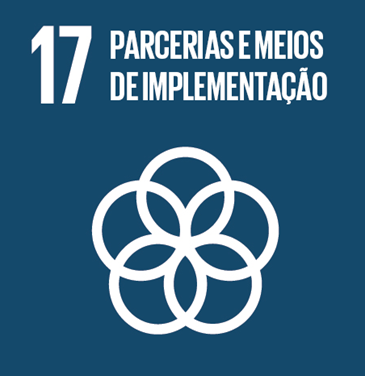 17 PARCERIAS E MEIOS
DE IMPLEMENTAÇÃO